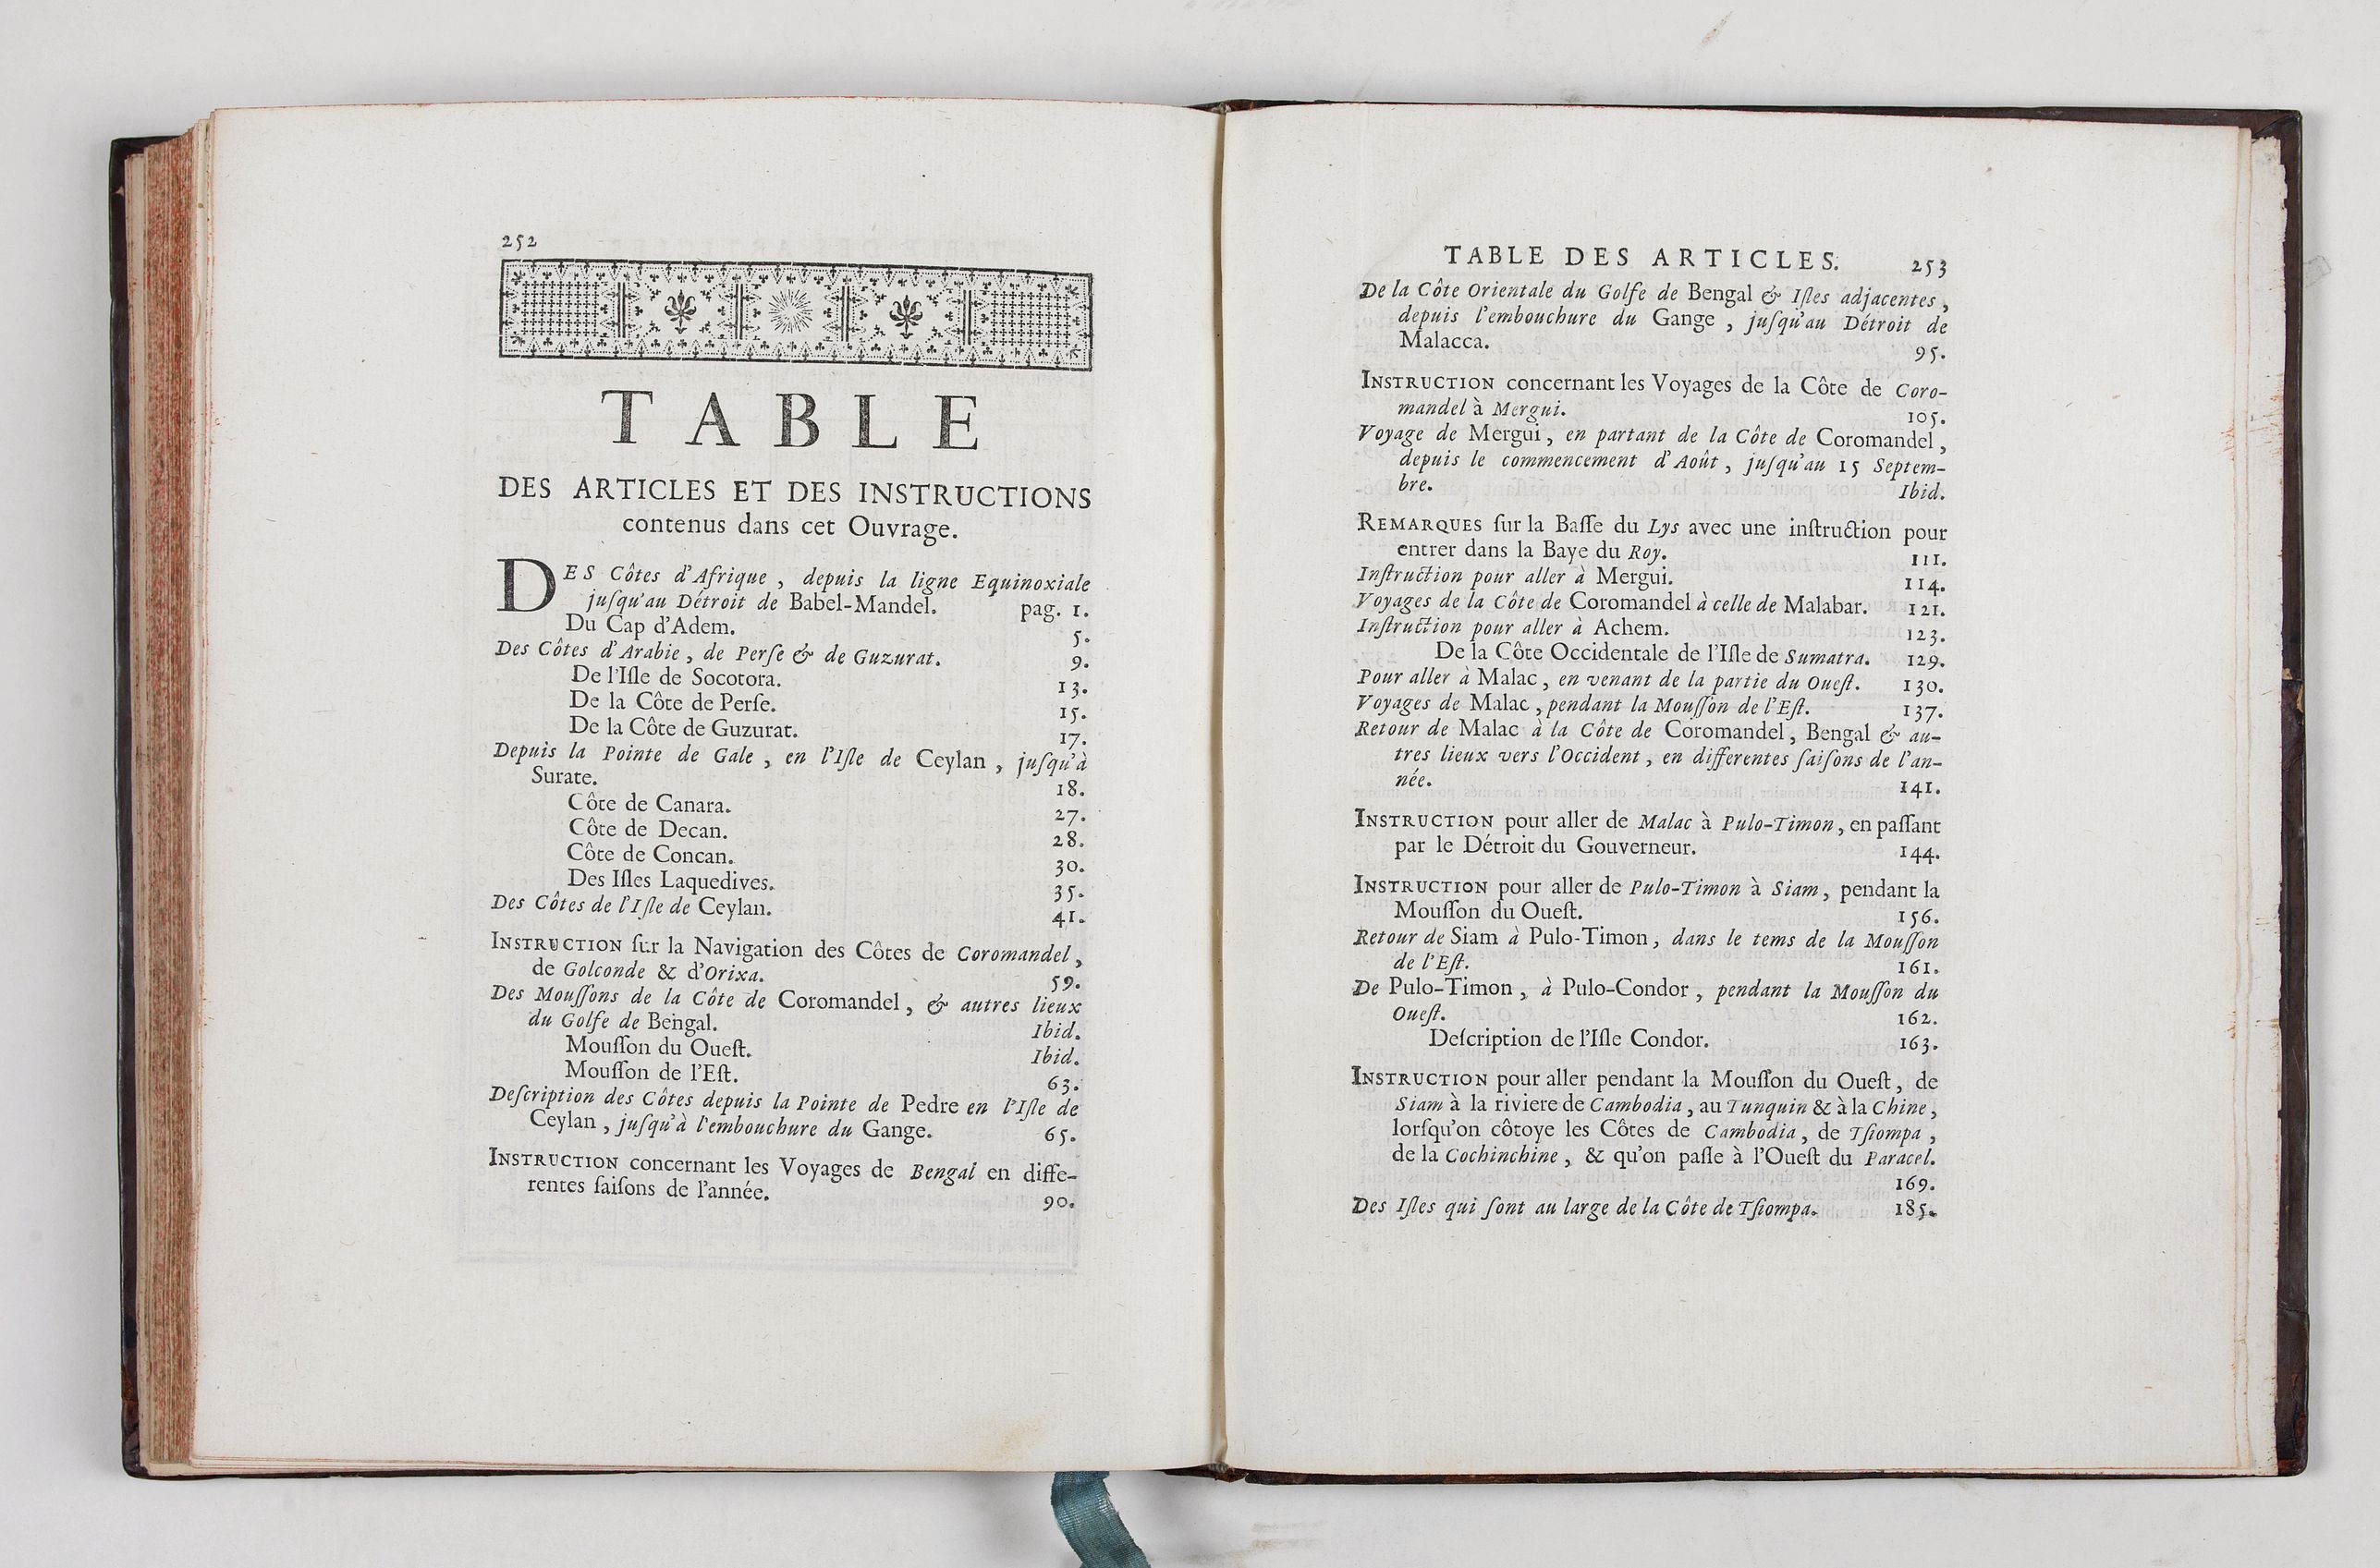 252
TABLE
DES ARTICLES ET DES INSTRUCTIONS
contenus dans cet Ouvrage.
DES Côtes d'Afrique, depuis la ligne Equinoxiale
juſqu'au Détroit de Babel-Mandel. pag. 1.
Du Cap d'Adem. 5.
Des Côtes d'Arabie, de Perſe & de Guzurat. 9.
De l'Iſle de Socotora. 13.
De la Côte de Perſe. 15.
De la Côte de Guzurat. 17.
Depuis la Pointe de Gale, en l'Iſle de Ceylan, juſqu'à
Surate. 18.
Côte de Canara. 27.
Côte de Decan. 28.
Côte de Concan. 30.
Des Iſles Laquedives. 35.
Des Côtes de l'Iſle de Ceylan. 41.
INSTRUCTION ſur la Navigation des Côtes de Coromandel,
de Golconde & d'Orixa. 59.
Des Mouſſons de la Côte de Coromandel, & autres lieux
du Golfe de Bengal. Ibid.
Mouſſon du Oueſt. Ibid.
Mouſſon de l'Eſt. 63.
Deſcription des Côtes depuis la Pointe de Pedre en l'Iſle de
Ceylan, juſqu'à l'embouchure du Gange. 65.
INSTRUCTION concernant les Voyages de Bengal en diffe-
rentes ſaiſons de l'année. 90.
TABLE DES ARTICLES. 253
De la Côte Orientale du Golfe de Bengal & Iſles adjacentes,
depuis l'embouchure du Gange, juſqu'au Détroit de
Malacca. 95.
INSTRUCTION concernant les Voyages de la Côte de Coro-
mandel à Mergui. 105.
Voyage de Mergui, en partant de la Côte de Coromandel,
depuis le commencement d'Août, juſqu'au 15 Septem-
bre. Ibid.
REMARQUES ſur la Baſſe du Lys avec une inſtruction pour
entrer dans la Baye du Roy. 111.
Inſtruction pour aller à Mergui. 114.
Voyages de la Côte de Coromandel à celle de Malabar. 121.
Inſtruction pour aller à Achem. 123.
De la Côte Occidentale de l'Iſle de Sumatra. 129.
Pour aller à Malac, en venant de la partie du Oueſt. 130.
Voyages de Malac, pendant la Mouſſon de l'Eſt. 137.
Retour de Malac à la Côte de Coromandel, Bengal & au-
tres lieux vers l'Occident, en differentes ſaiſons de l'an-
née. 141.
INSTRUCTION pour aller de Malac à Pulo-Timon, en paſſant
par le Détroit du Gouverneur. 144.
INSTRUCTION pour aller de Pulo-Timon à Siam, pendant la
Mouſſon du Oueſt. 156.
Retour de Siam à Pulo-Timon, dans le tems de la Mouſſon
de l'Eſt. 161.
De Pulo-Timon, à Pulo-Condor, pendant la Mouſſon du
Oueſt. 162.
Deſcription de l'Iſle Condor. 163.
INSTRUCTION pour aller pendant la Mouſſon du Oueſt, de
Siam à la riviere de Cambodia, au Tunquin & à la Chine,
lorſqu'on côtoye les Côtes de Cambodia, de Tſiompa,
de la Cochinchine, & qu'on paſſe à l'Oueſt du Paracel.
169.
Des Iſles qui ſont au large de la Côte de Tſiompa. 185.